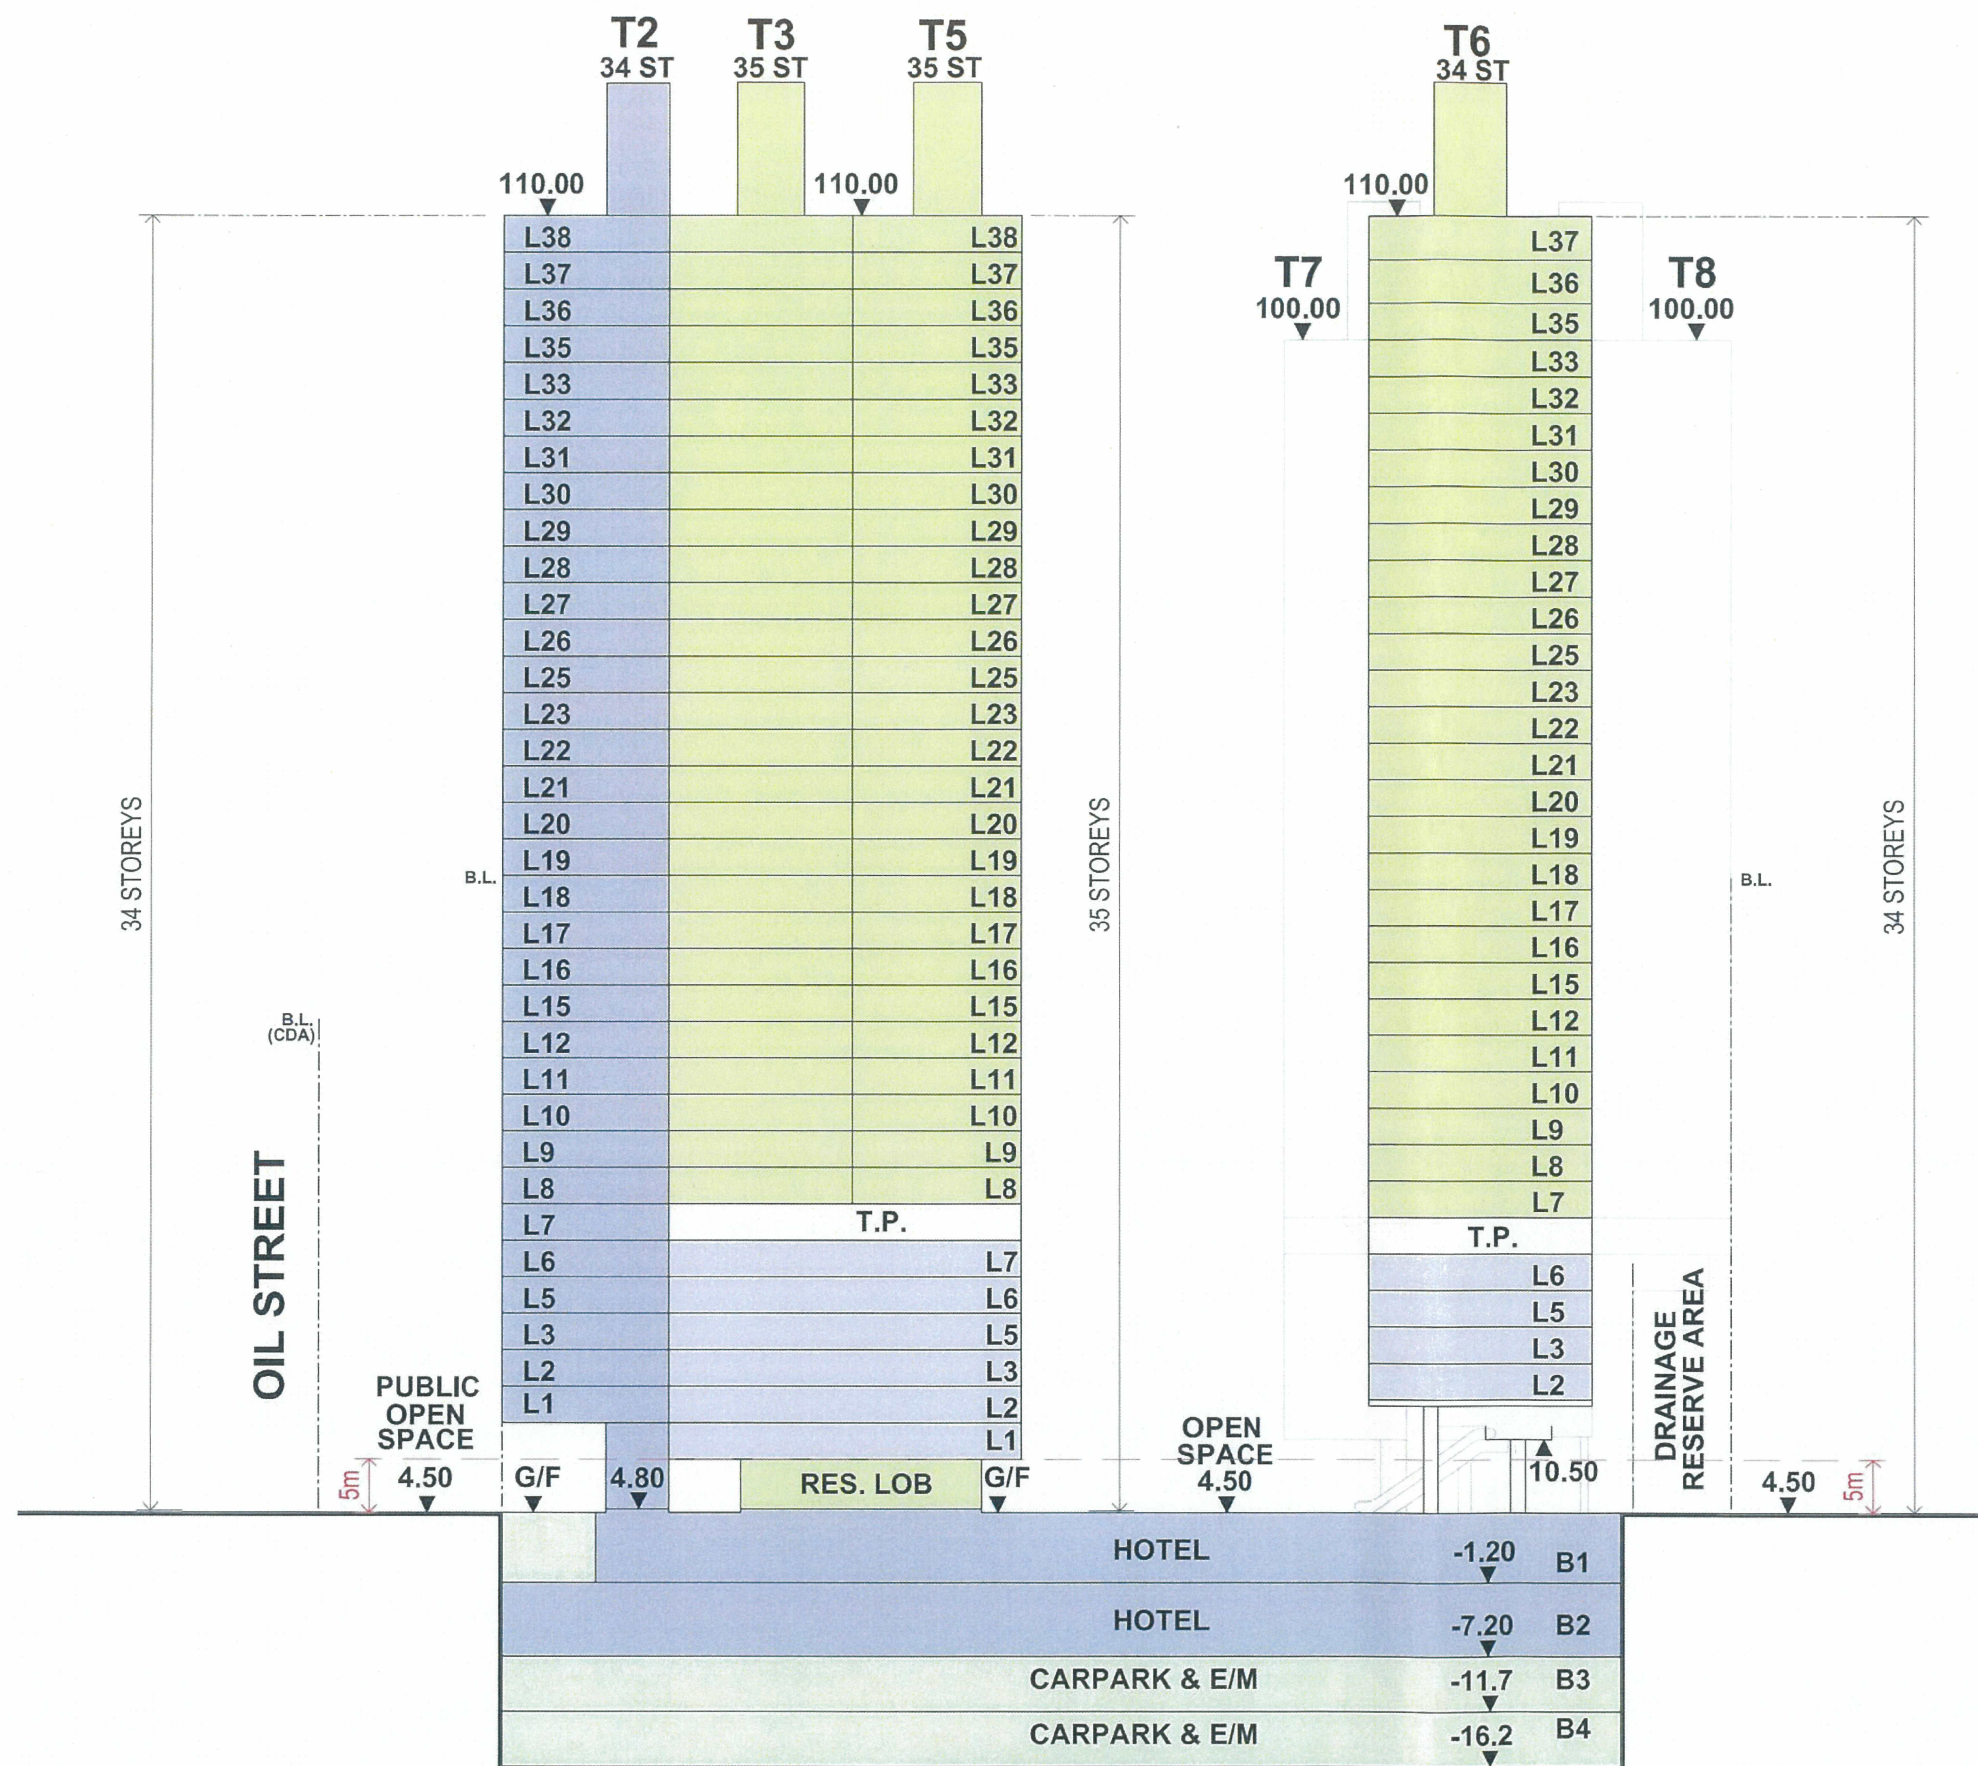 T2
34 ST
T3
35 ST
T5
35 ST
T6
34 ST
110.00
110.00
110.00
T7
100.00
T8
100.00
L38
L37
L36
L35
L33
L32
L31
L30
L29
L28
L27
L26
L25
L23
L22
L21
L20
L19
L18
L17
L16
L15
L12
L11
L10
L9
L8
L7
L6
L5
L3
L2
L1
L38
L37
L36
L35
L33
L32
L31
L30
L29
L28
L27
L26
L25
L23
L22
L21
L20
L19
L18
L17
L16
L15
L12
L11
L10
L9
L8
T.P.
L7
L6
L5
L3
L2
L1
L37
L36
L35
L33
L32
L31
L30
L29
L28
L27
L26
L25
L23
L22
L21
L20
L19
L18
L17
L16
L15
L12
L11
L10
L9
L8
L7
T.P.
L6
L5
L3
L2
34 STOREYS
35 STOREYS
34 STOREYS
B.L.
B.L.
B.L.
(CDA)
OIL STREET
PUBLIC
OPEN
SPACE
4.50
5m
G/F
4.80
RES. LOB
G/F
OPEN
SPACE
4.50
10.50
DRAINAGE
RESERVE AREA
4.50
5m
HOTEL
-1.20
B1
HOTEL
-7.20
B2
CARPARK & E/M
-11.7
B3
CARPARK & E/M
-16.2
B4